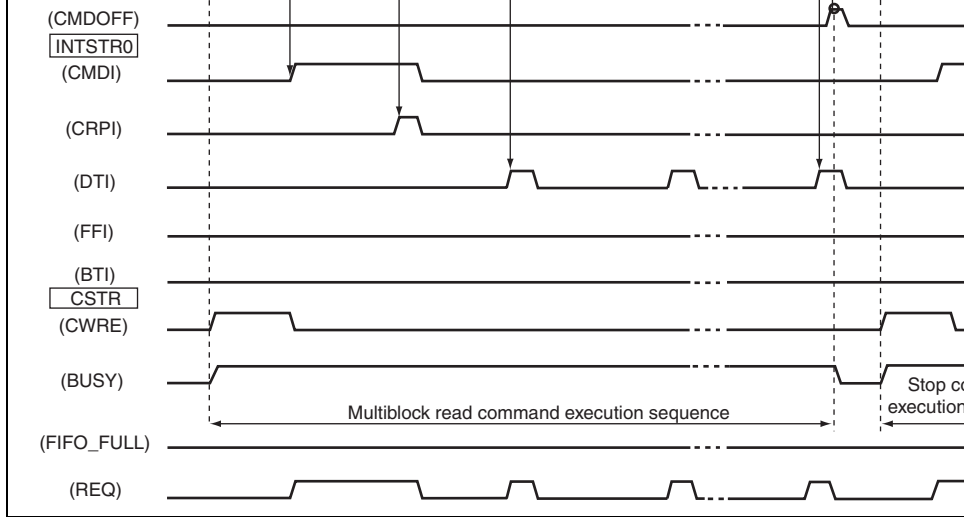 (CMDOFF)
INTSTR0
(CMDI)
(CRPI)
(DTI)
(FFI)
(BTI)
CSTR
(CWRE)
(BUSY)
Stop co
execution
Multiblock read command execution sequence
(FIFO_FULL)
(REQ)